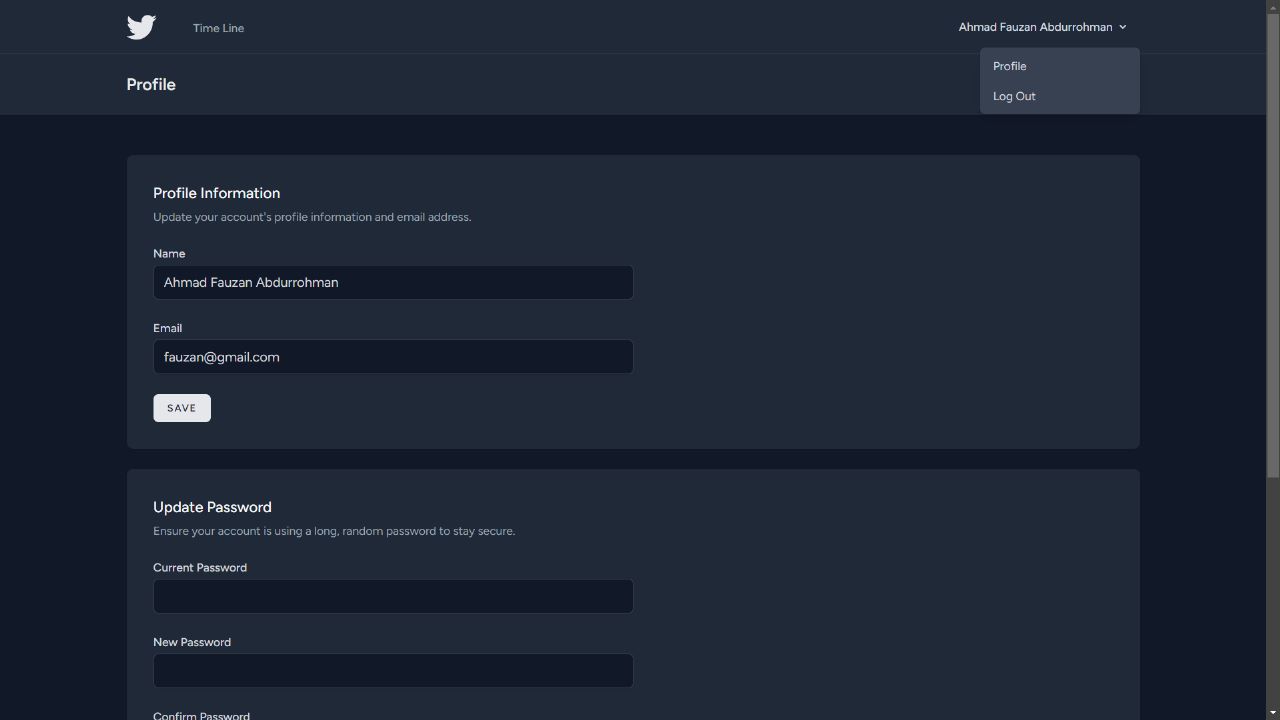 Time Line
Ahmad Fauzan Abdurrohman
Profile
Log Out
Profile
Profile Information
Update your account's profile information and email address.
Name
Ahmad Fauzan Abdurrohman
Email
fauzan@gmail.com
SAVE
Update Password
Ensure your account is using a long, random password to stay secure.
Current Password
New Password
Confirm Password